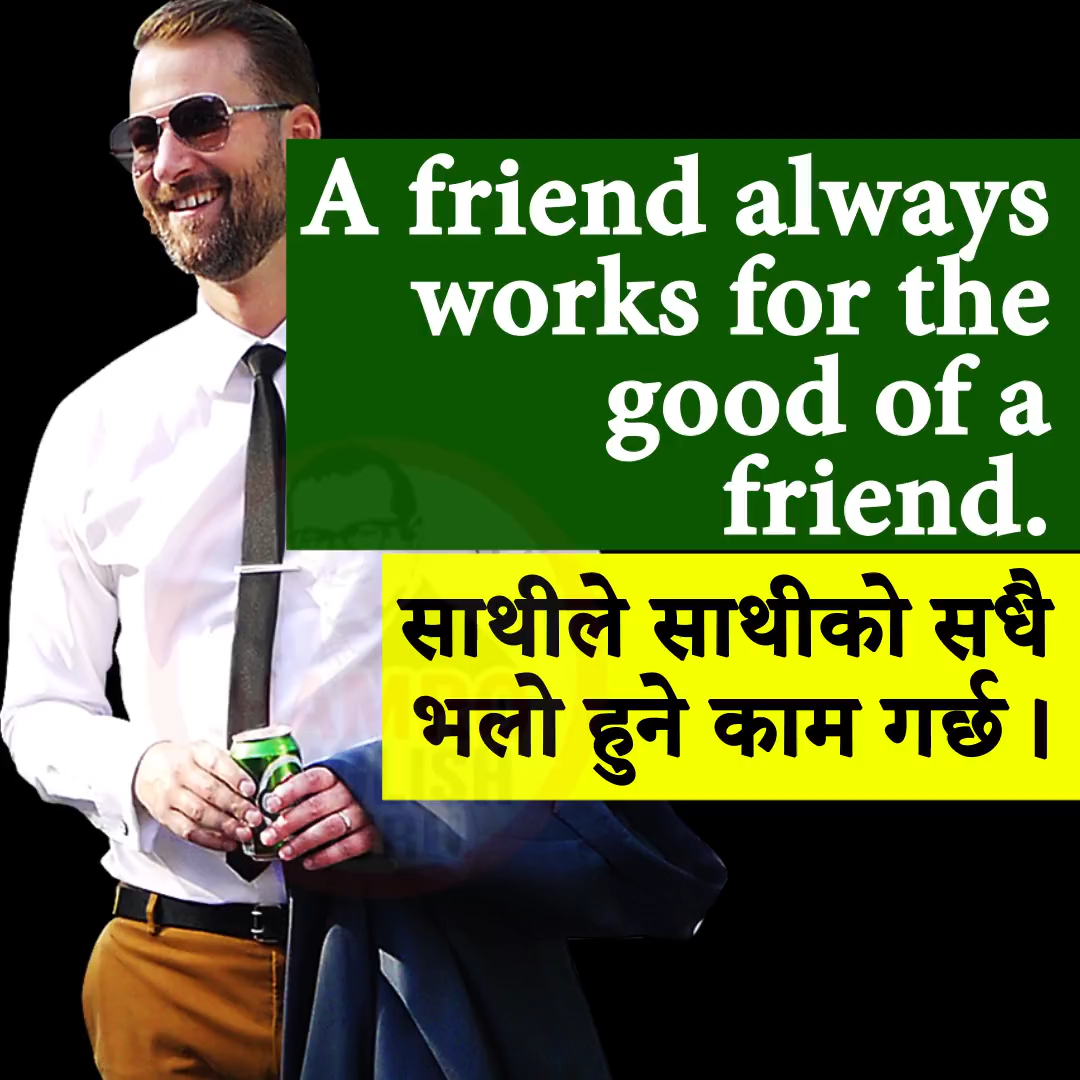 A friend always
works for the
good of a
friend.
साथीले साथीको सधै
भलो हुने काम गर्छ ।